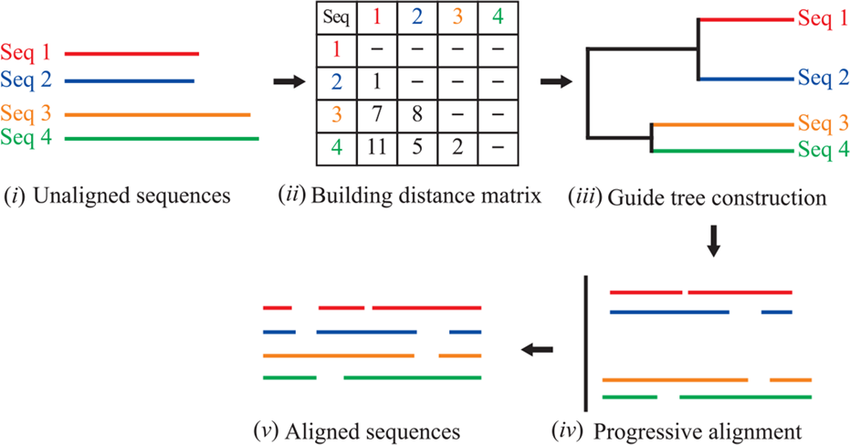 Seq 1
Seq 2
Seq 3
Seq 4
(i) Unaligned sequences
Seq 1 2 3 4
1 – – – –
2 1 – – –
3 7 8 – –
4 11 5 2 –
(ii) Building distance matrix
Seq 1
Seq 2
Seq 3
Seq 4
(iii) Guide tree construction
(iv) Progressive alignment
(v) Aligned sequences